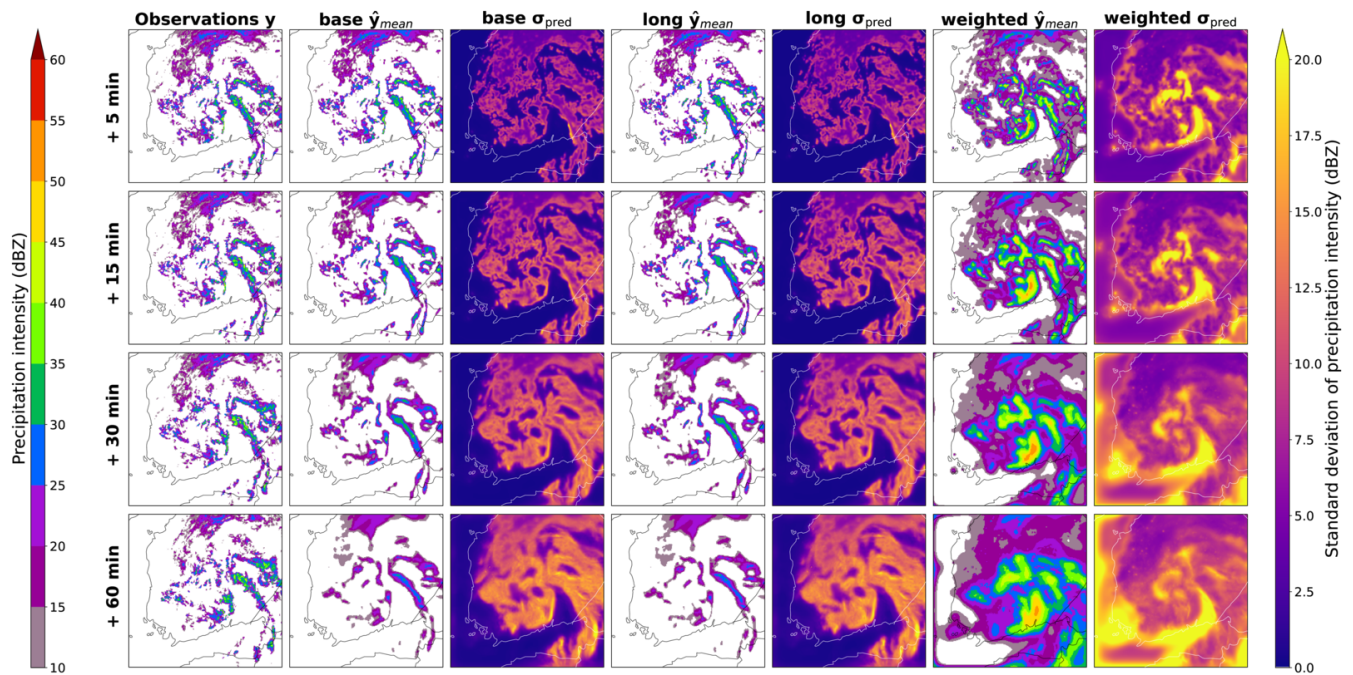 Observations y
base ŷmean
base σpred
long ŷmean
long σpred
weighted ŷmean
weighted σpred
Precipitation intensity (dBZ)
60
55
50
45
40
35
30
25
20
15
10
+ 5 min
+ 15 min
+ 30 min
+ 60 min
20.0
17.5
15.0
12.5
10.0
7.5
5.0
2.5
0.0
Standard deviation of precipitation intensity (dBZ)